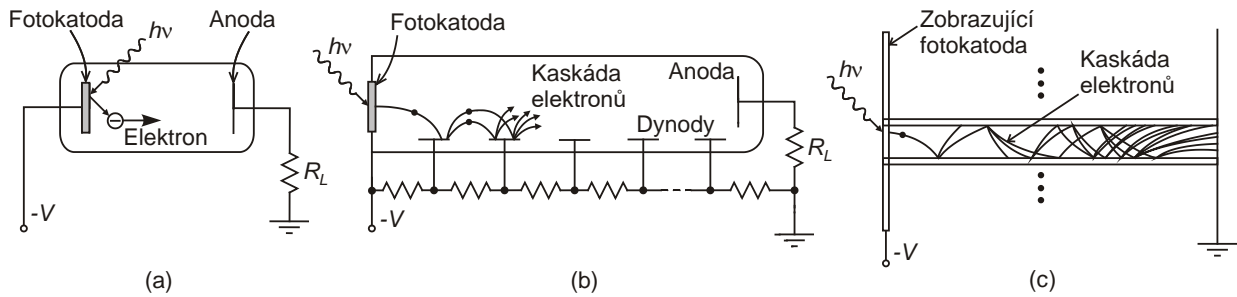 Fotokatoda
Anoda
hν
Elektron
R_L
-V
(a)
Fotokatoda
hν
Kaskáda
elektronů
Anoda
Dynody
R_L
-V
(b)
Zobrazující
fotokatoda
hν
Kaskáda
elektronů
-V
(c)